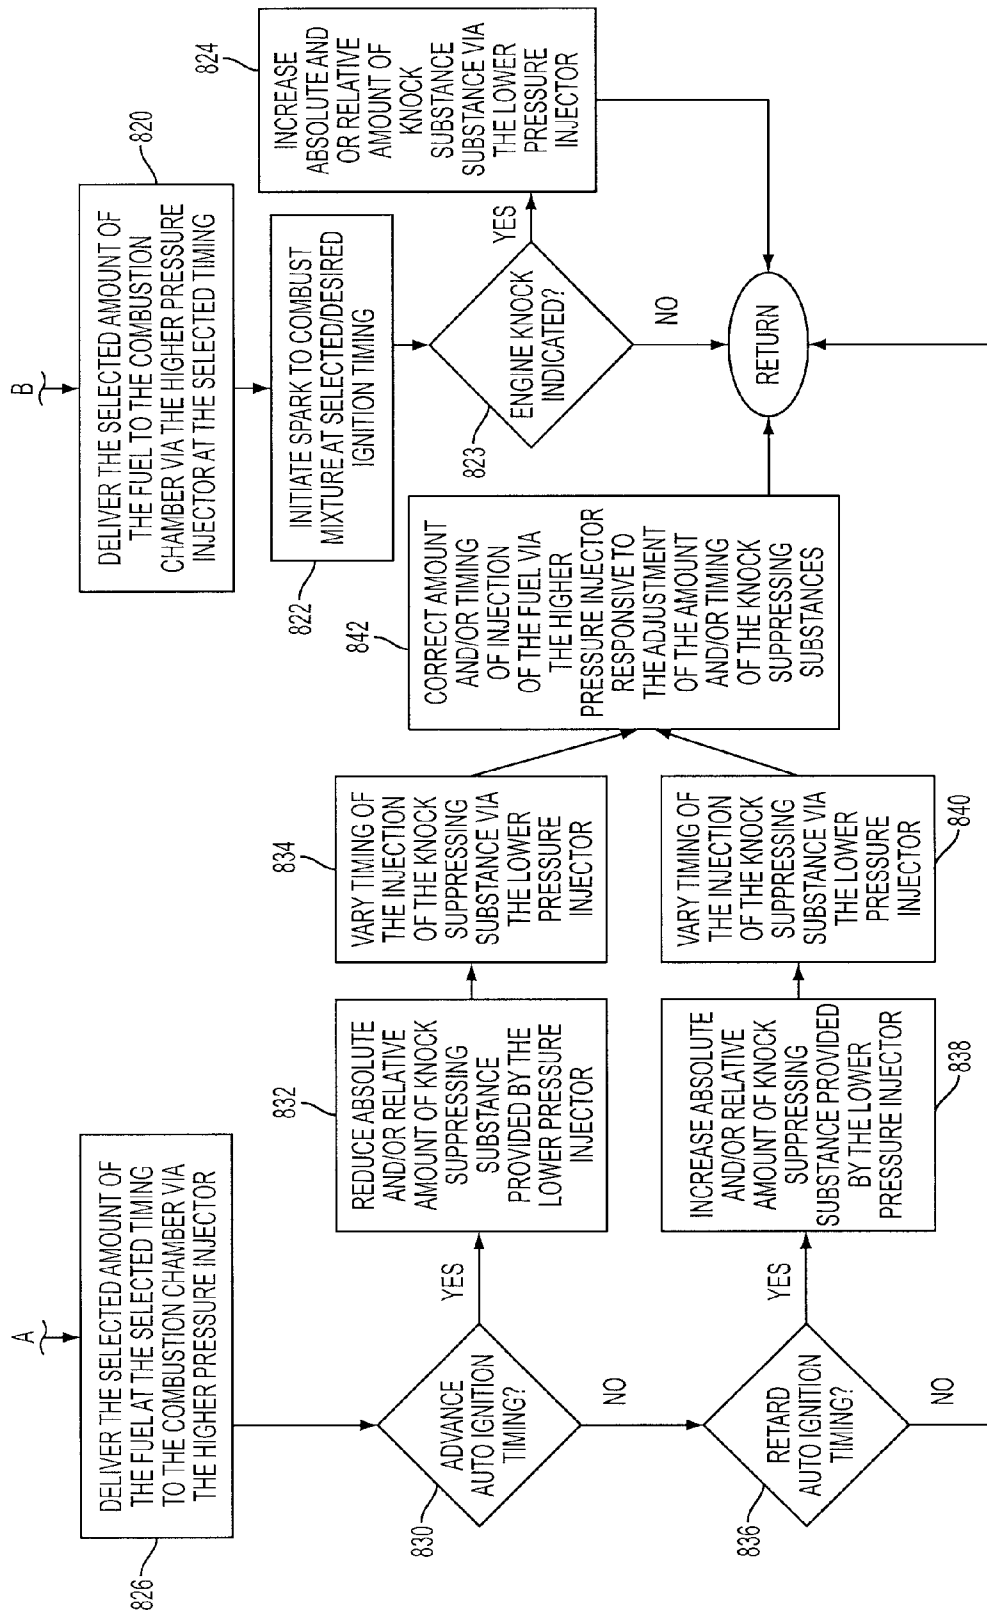 A
DELIVER THE SELECTED AMOUNT OF
THE FUEL AT THE SELECTED TIMING
TO THE COMBUSTION CHAMBER VIA
THE HIGHER PRESSURE INJECTOR
826
ADVANCE
AUTO IGNITION
TIMING?
830
YES
NO
REDUCE ABSOLUTE
AND/OR RELATIVE
AMOUNT OF KNOCK
SUPPRESSING
SUBSTANCE
PROVIDED BY THE
LOWER PRESSURE
INJECTOR
832
VARY TIMING OF
THE INJECTION
OF THE KNOCK
SUPPRESSING
SUBSTANCE VIA
THE LOWER
PRESSURE
INJECTOR
834
RETARD
AUTO IGNITION
TIMING?
836
YES
NO
INCREASE ABSOLUTE
AND/OR RELATIVE
AMOUNT OF KNOCK
SUPPRESSING
SUBSTANCE PROVIDED
BY THE LOWER
PRESSURE INJECTOR
838
VARY TIMING OF
THE INJECTION
OF THE KNOCK
SUPPRESSING
SUBSTANCE VIA
THE LOWER
PRESSURE
INJECTOR
840
CORRECT AMOUNT
AND/OR TIMING
OF INJECTION
OF THE FUEL VIA
THE HIGHER
PRESSURE INJECTOR
RESPONSIVE TO
THE ADJUSTMENT
OF THE AMOUNT
AND/OR TIMING
OF THE KNOCK
SUPPRESSING
SUBSTANCES
842
B
DELIVER THE SELECTED AMOUNT OF
THE FUEL TO THE COMBUSTION
CHAMBER VIA THE HIGHER PRESSURE
INJECTOR AT THE SELECTED TIMING
820
INITIATE SPARK TO COMBUST
MIXTURE AT SELECTED/DESIRED
IGNITION TIMING
822
ENGINE KNOCK
INDICATED?
823
YES
NO
INCREASE
ABSOLUTE AND
OR RELATIVE
AMOUNT OF
KNOCK
SUBSTANCE
SUBSTANCE VIA
THE LOWER
PRESSURE
INJECTOR
824
RETURN